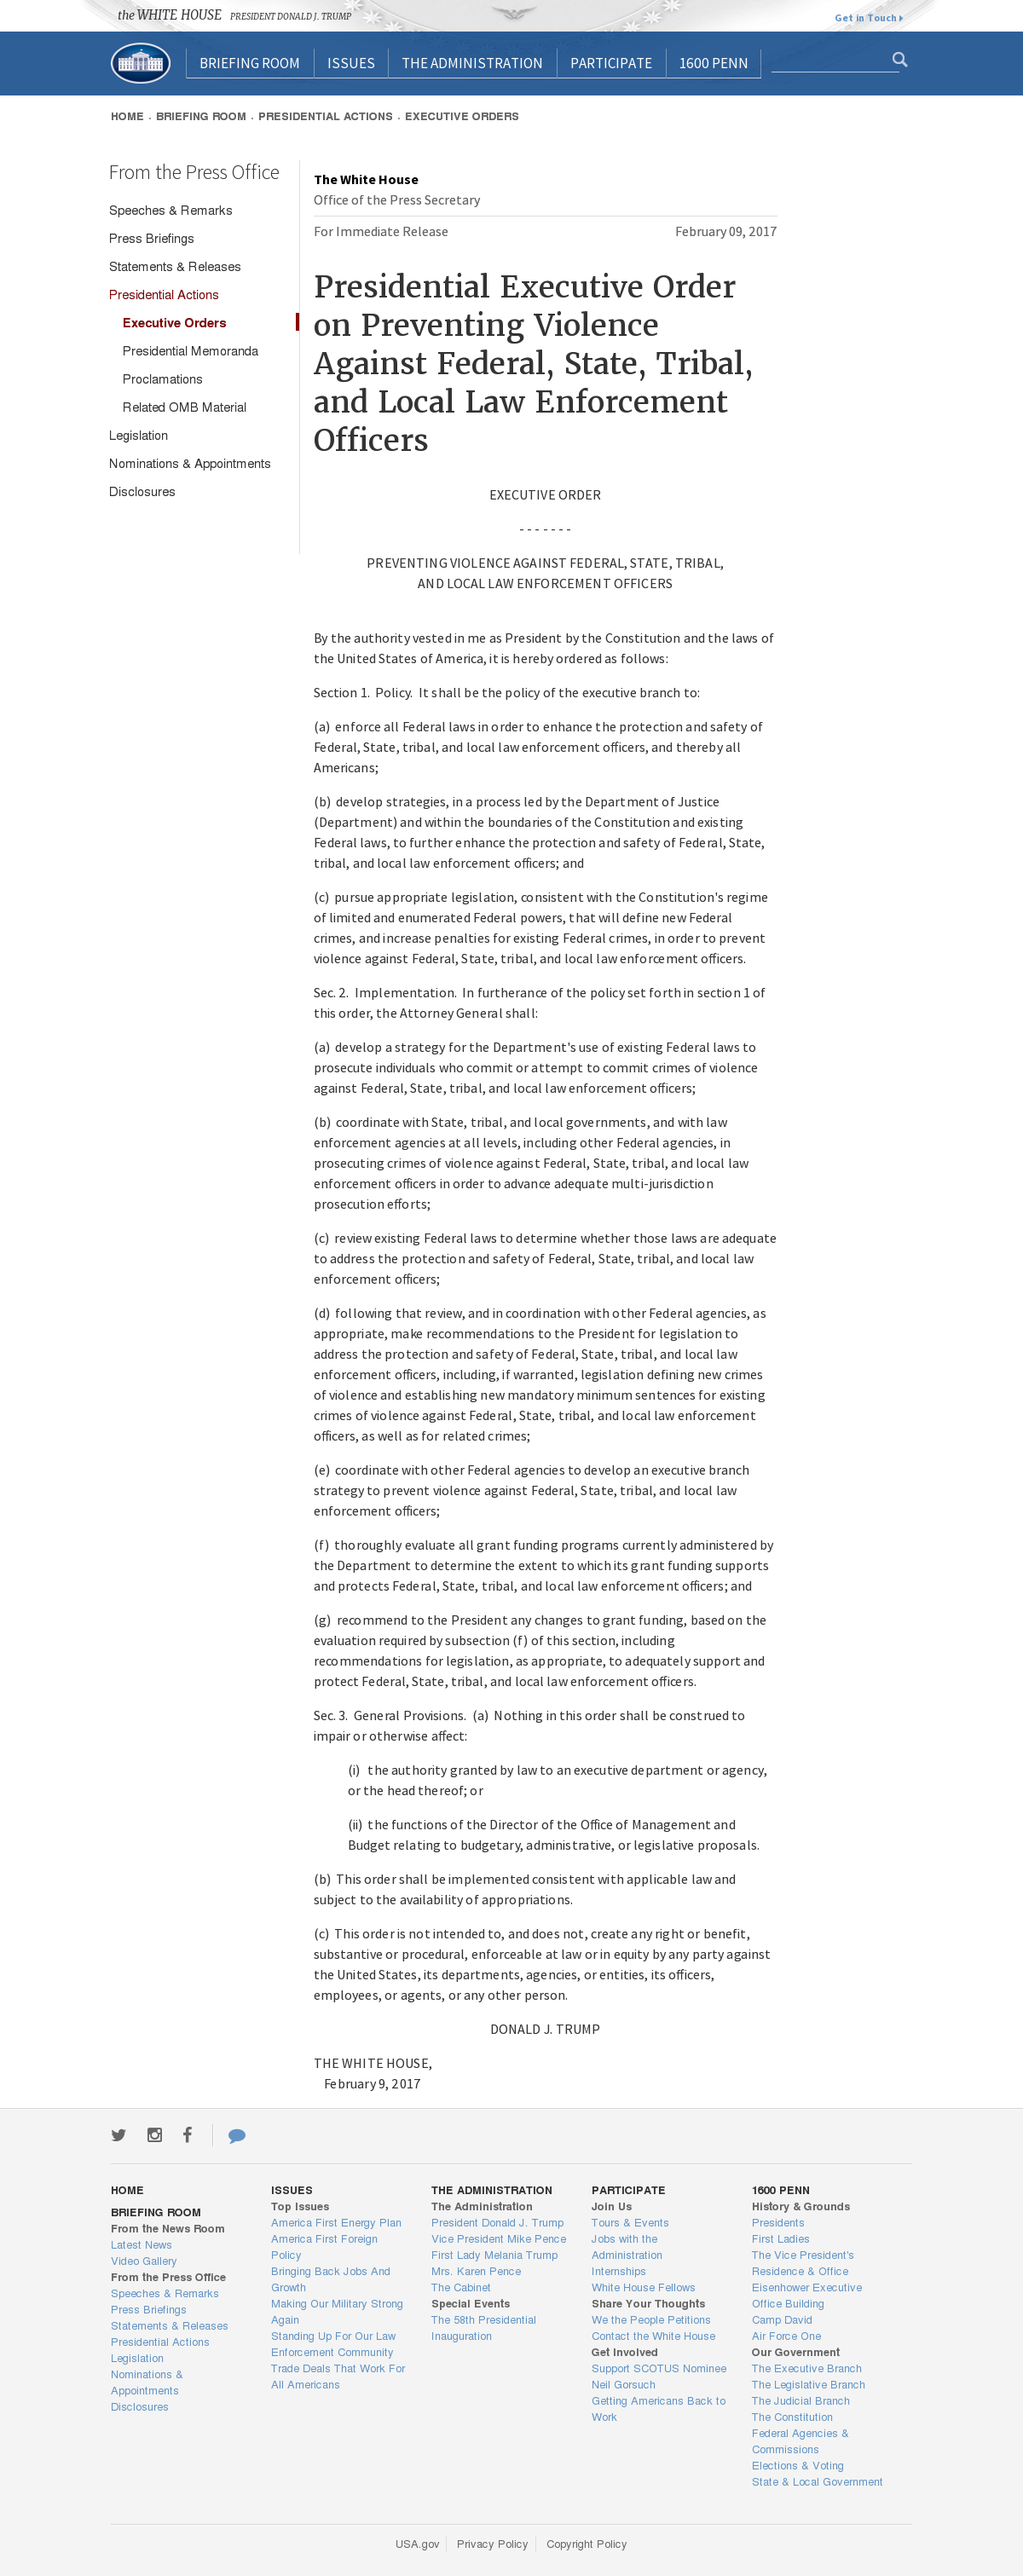 the WHITE HOUSE PRESIDENT DONALD J. TRUMP
Get in Touch
BRIEFING ROOM ISSUES THE ADMINISTRATION PARTICIPATE 1600 PENN
HOME · BRIEFING ROOM · PRESIDENTIAL ACTIONS · EXECUTIVE ORDERS
From the Press Office
Speeches & Remarks
Press Briefings
Statements & Releases
Presidential Actions
Executive Orders
Presidential Memoranda
Proclamations
Related OMB Material
Legislation
Nominations & Appointments
Disclosures
The White House
Office of the Press Secretary
For Immediate Release February 09, 2017
Presidential Executive Order
on Preventing Violence
Against Federal, State, Tribal,
and Local Law Enforcement
Officers
EXECUTIVE ORDER
- - - - - - -
PREVENTING VIOLENCE AGAINST FEDERAL, STATE, TRIBAL,
AND LOCAL LAW ENFORCEMENT OFFICERS
By the authority vested in me as President by the Constitution and the laws of
the United States of America, it is hereby ordered as follows:
Section 1. Policy. It shall be the policy of the executive branch to:
(a) enforce all Federal laws in order to enhance the protection and safety of
Federal, State, tribal, and local law enforcement officers, and thereby all
Americans;
(b) develop strategies, in a process led by the Department of Justice
(Department) and within the boundaries of the Constitution and existing
Federal laws, to further enhance the protection and safety of Federal, State,
tribal, and local law enforcement officers; and
(c) pursue appropriate legislation, consistent with the Constitution's regime
of limited and enumerated Federal powers, that will define new Federal
crimes, and increase penalties for existing Federal crimes, in order to prevent
violence against Federal, State, tribal, and local law enforcement officers.
Sec. 2. Implementation. In furtherance of the policy set forth in section 1 of
this order, the Attorney General shall:
(a) develop a strategy for the Department's use of existing Federal laws to
prosecute individuals who commit or attempt to commit crimes of violence
against Federal, State, tribal, and local law enforcement officers;
(b) coordinate with State, tribal, and local governments, and with law
enforcement agencies at all levels, including other Federal agencies, in
prosecuting crimes of violence against Federal, State, tribal, and local law
enforcement officers in order to advance adequate multi-jurisdiction
prosecution efforts;
(c) review existing Federal laws to determine whether those laws are adequate
to address the protection and safety of Federal, State, tribal, and local law
enforcement officers;
(d) following that review, and in coordination with other Federal agencies, as
appropriate, make recommendations to the President for legislation to
address the protection and safety of Federal, State, tribal, and local law
enforcement officers, including, if warranted, legislation defining new crimes
of violence and establishing new mandatory minimum sentences for existing
crimes of violence against Federal, State, tribal, and local law enforcement
officers, as well as for related crimes;
(e) coordinate with other Federal agencies to develop an executive branch
strategy to prevent violence against Federal, State, tribal, and local law
enforcement officers;
(f) thoroughly evaluate all grant funding programs currently administered by
the Department to determine the extent to which its grant funding supports
and protects Federal, State, tribal, and local law enforcement officers; and
(g) recommend to the President any changes to grant funding, based on the
evaluation required by subsection (f) of this section, including
recommendations for legislation, as appropriate, to adequately support and
protect Federal, State, tribal, and local law enforcement officers.
Sec. 3. General Provisions. (a) Nothing in this order shall be construed to
impair or otherwise affect:
(i) the authority granted by law to an executive department or agency,
or the head thereof; or
(ii) the functions of the Director of the Office of Management and
Budget relating to budgetary, administrative, or legislative proposals.
(b) This order shall be implemented consistent with applicable law and
subject to the availability of appropriations.
(c) This order is not intended to, and does not, create any right or benefit,
substantive or procedural, enforceable at law or in equity by any party against
the United States, its departments, agencies, or entities, its officers,
employees, or agents, or any other person.
DONALD J. TRUMP
THE WHITE HOUSE,
February 9, 2017
HOME
BRIEFING ROOM
From the News Room
Latest News
Video Gallery
From the Press Office
Speeches & Remarks
Press Briefings
Statements & Releases
Presidential Actions
Legislation
Nominations &
Appointments
Disclosures
ISSUES
Top Issues
America First Energy Plan
America First Foreign
Policy
Bringing Back Jobs And
Growth
Making Our Military Strong
Again
Standing Up For Our Law
Enforcement Community
Trade Deals That Work For
All Americans
THE ADMINISTRATION
The Administration
President Donald J. Trump
Vice President Mike Pence
First Lady Melania Trump
Mrs. Karen Pence
The Cabinet
Special Events
The 58th Presidential
Inauguration
PARTICIPATE
Join Us
Tours & Events
Jobs with the
Administration
Internships
White House Fellows
Share Your Thoughts
We the People Petitions
Contact the White House
Get Involved
Support SCOTUS Nominee
Neil Gorsuch
Getting Americans Back to
Work
1600 PENN
History & Grounds
Presidents
First Ladies
The Vice President's
Residence & Office
Eisenhower Executive
Office Building
Camp David
Air Force One
Our Government
The Executive Branch
The Legislative Branch
The Judicial Branch
The Constitution
Federal Agencies &
Commissions
Elections & Voting
State & Local Government
USA.gov Privacy Policy Copyright Policy